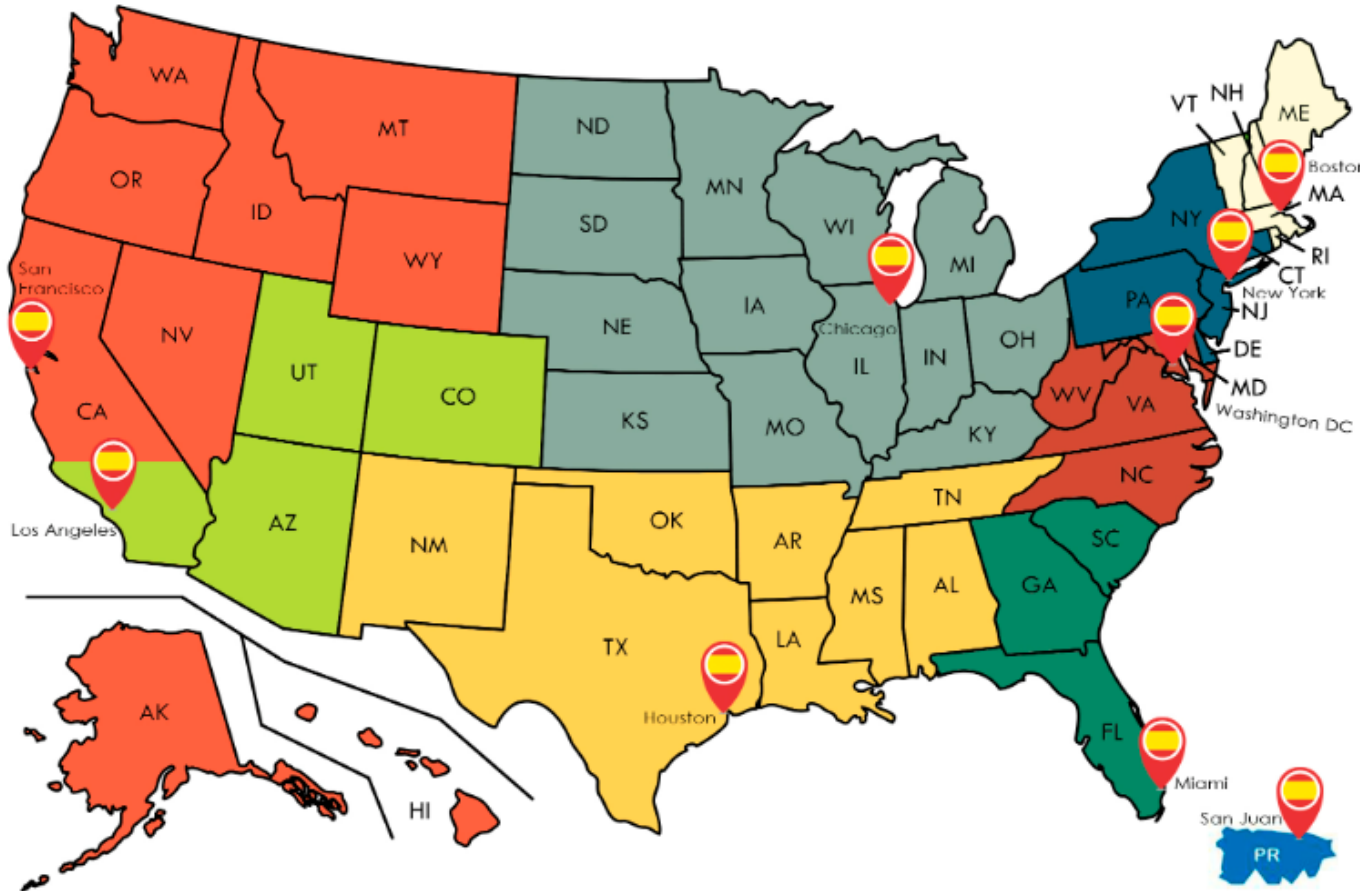 WA
MT
ND
MN
VT
NH
ME
Boston
OR
ID
SD
WI
MI
NY
MA
RI
CT
WY
San
Francisco
NV
UT
CO
NE
IA
Chicago
IL
IN
OH
PA
New York
NJ
DE
MD
Washington DC
CA
KS
MO
KY
WV
VA
NC
Los Angeles
AZ
NM
OK
AR
TN
SC
MS
AL
GA
TX
LA
Houston
FL
Miami
AK
HI
San Juan
PR